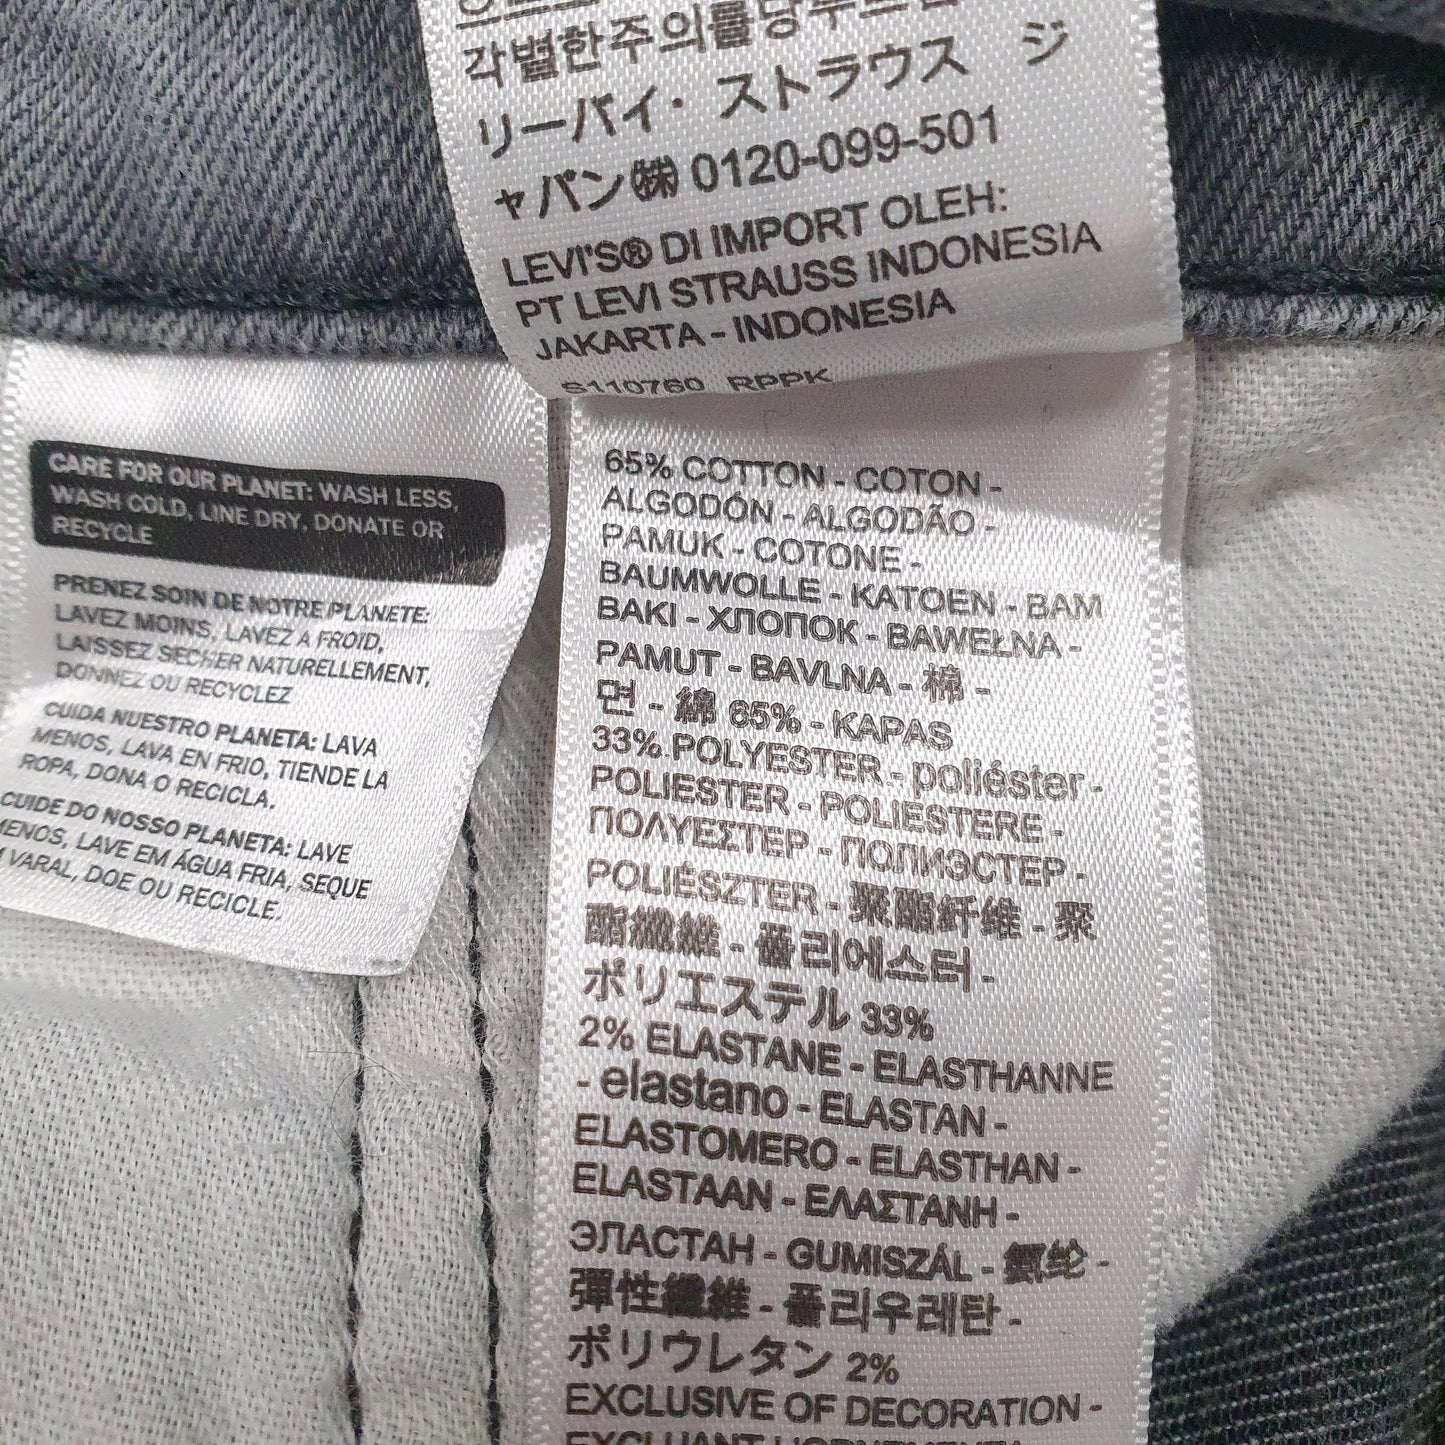 각별한주의를당부드립
リーバイ・ストラウス ジ
ャパン㈱ 0120-099-501
LEVI'S® DI IMPORT OLEH:
PT LEVI STRAUSS INDONESIA
JAKARTA - INDONESIA
S110760 RPPK
CARE FOR OUR PLANET: WASH LESS,
WASH COLD, LINE DRY, DONATE OR
RECYCLE
PRENEZ SOIN DE NOTRE PLANETE:
LAVEZ MOINS, LAVEZ A FROID,
LAISSEZ SECHER NATURELLEMENT,
DONNEZ OU RECYCLEZ
CUIDA NUESTRO PLANETA: LAVA
MENOS, LAVA EN FRIO, TIENDE LA
ROPA, DONA O RECICLA.
CUIDE DO NOSSO PLANETA: LAVE
MENOS, LAVE EM ÁGUA FRIA, SEQUE
VARAL, DOE OU RECICLE.
65% COTTON - COTON -
ALGODÓN - ALGODÃO -
PAMUK - COTONE -
BAUMWOLLE - KATOEN - BAM
BAKI - ХЛОПОК - BAWEŁNA -
PAMUT - BAVLNA - 棉 -
면 - 綿 65% - KAPAS
33% POLYESTER - poliéster -
POLIESTER - POLIESTERE -
ΠΟΛΥΕΣΤΕΡ - ПОЛИЭСТЕР -
POLIÉSZTER - 聚酯纤维 - 聚
酯纖維 - 폴리에스터 -
ポリエステル 33%
2% ELASTANE - ELASTHANNE
- elastano - ELASTAN -
ELASTOMERO - ELASTHAN -
ELASTAAN - ΕΛΑΣΤΑΝΗ -
ЭЛАСТАН - GUMISZÁL - 氨纶 -
彈性纖維 - 폴리우레탄 -
ポリウレタン 2%
EXCLUSIVE OF DECORATION -